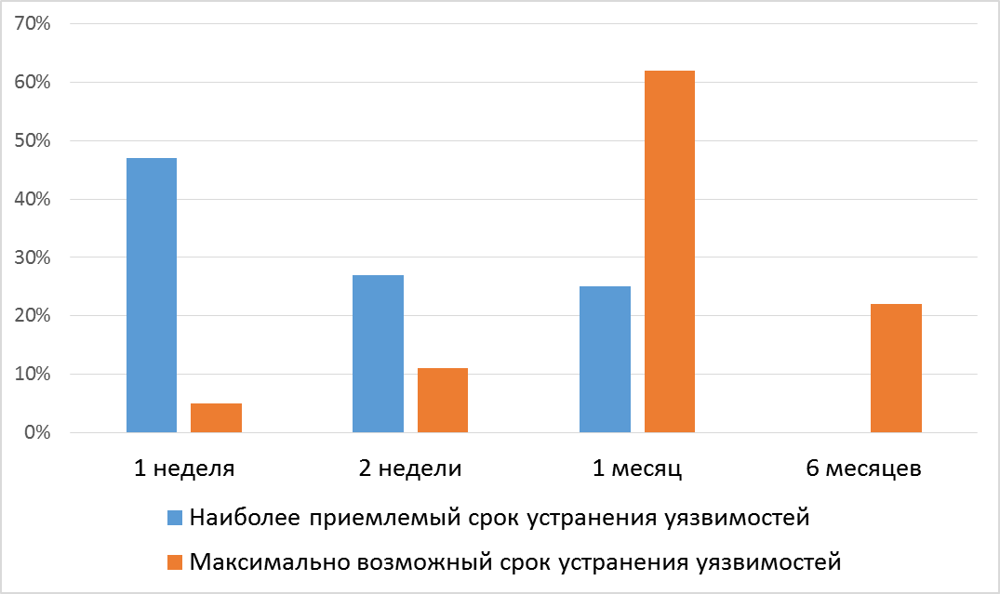 70%
60%
50%
40%
30%
20%
10%
0%
1 неделя 2 недели 1 месяц 6 месяцев
Наиболее приемлемый срок устранения уязвимостей
Максимально возможный срок устранения уязвимостей